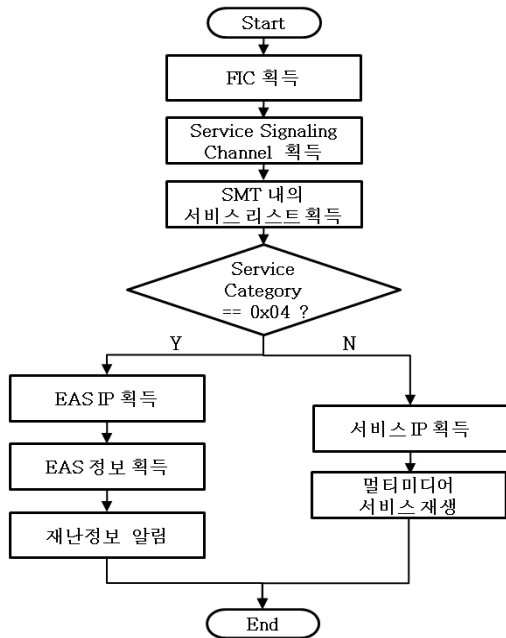 Start
FIC 획득
Service Signaling
Channel 획득
SMT 내의
서비스 리스트 획득
Service
Category
== 0x04 ?
Y
N
EAS IP 획득
서비스 IP 획득
EAS 정보 획득
멀티미디어
서비스 재생
재난정보 알림
End